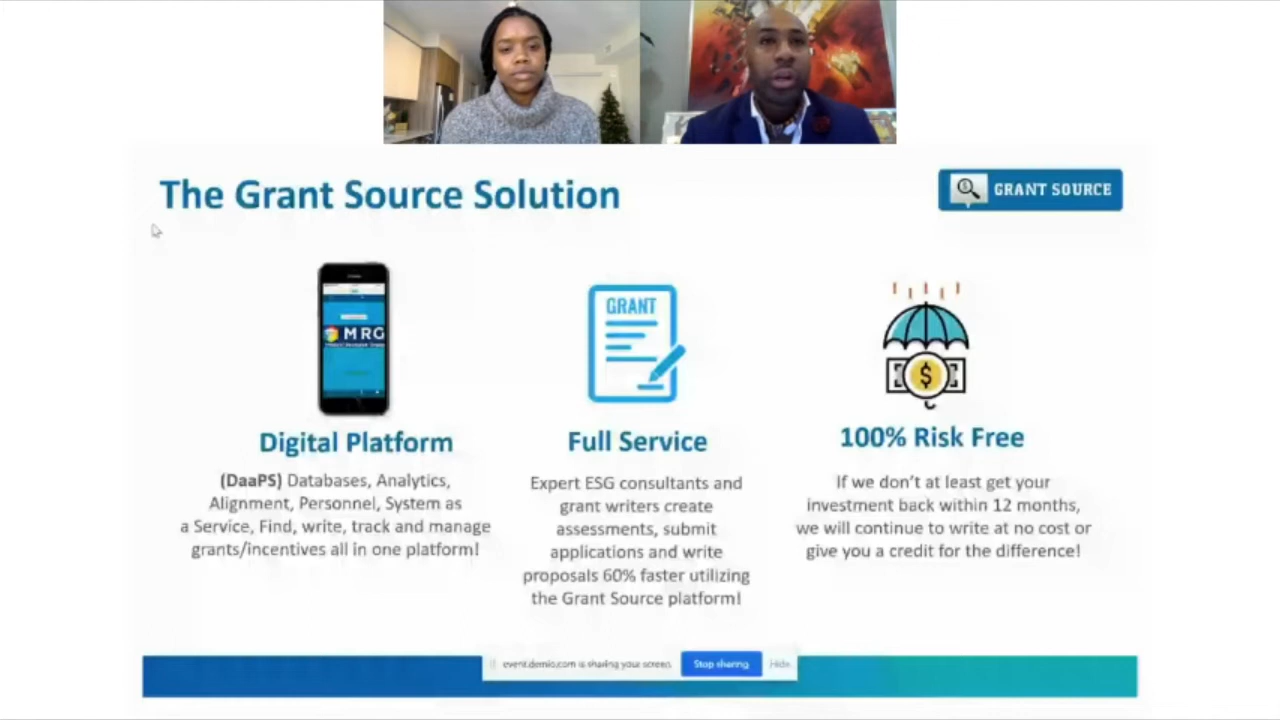 The Grant Source Solution
GRANT SOURCE
MRG
GRANT
Digital Platform
(DaaPS) Databases, Analytics,
Alignment, Personnel, System as
a Service, Find, write, track and manage
grants/incentives all in one platform!
Full Service
Expert ESG consultants and
grant writers create
assessments, submit
applications and write
proposals 60% faster utilizing
the Grant Source platform!
$
100% Risk Free
If we don't at least get your
investment back within 12 months,
we will continue to write at no cost or
give you a credit for the difference!
event.demio.com is sharing your screen.
Stop sharing
Hide